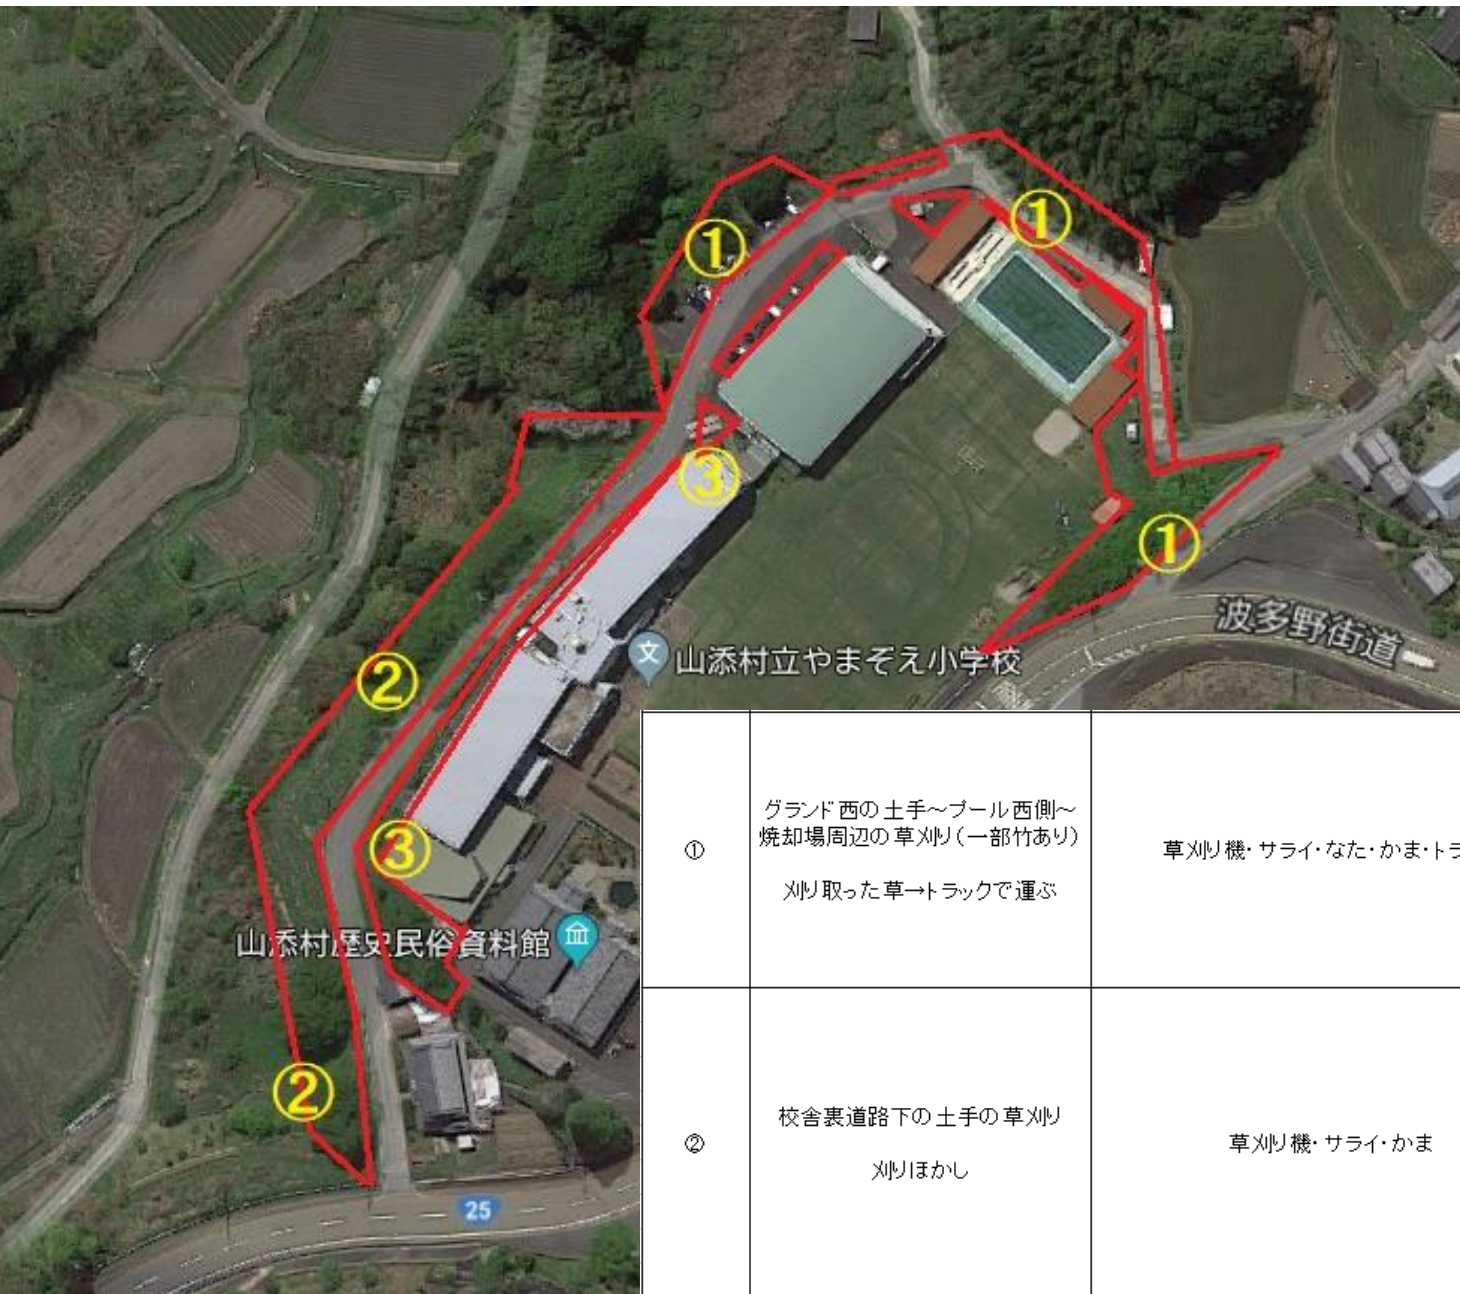 ①
①
③
①
波多野街道
文
山添村立やまぞえ小学校
②
③
山添村歴史民俗資料館
②
25
①
グランド西の土手～プール西側～
焼却場周辺の草刈り(一部竹あり)
刈り取った草→トラックで運ぶ
草刈り機・サライ・なた・かま・トラ
②
校舎裏道路下の土手の草刈り
刈りほかし
草刈り機・サライ・かま